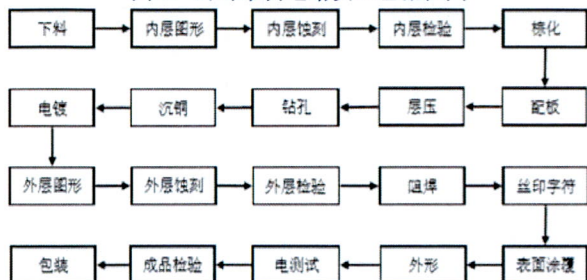 下料 内层图形 内层蚀刻 内层检验 棕化
电镀 沉铜 钻孔 层压 配板
外层图形 外层蚀刻 外层检验 阻焊 丝印字符
包装 成品检验 电测试 外形 表面涂覆